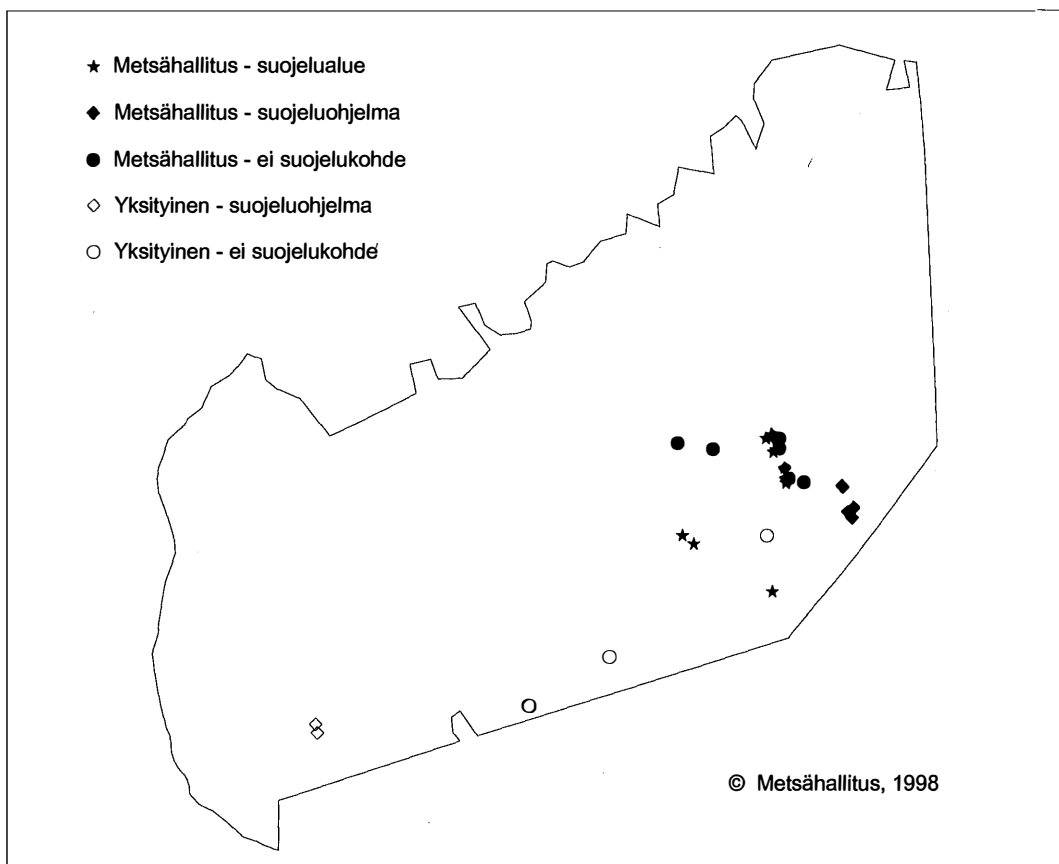 Metsähallitus - suojelualue
Metsähallitus - suojeluohjelma
Metsähallitus - ei suojelukohde
Yksityinen - suojeluohjelma
Yksityinen - ei suojelukohde
© Metsähallitus, 1998